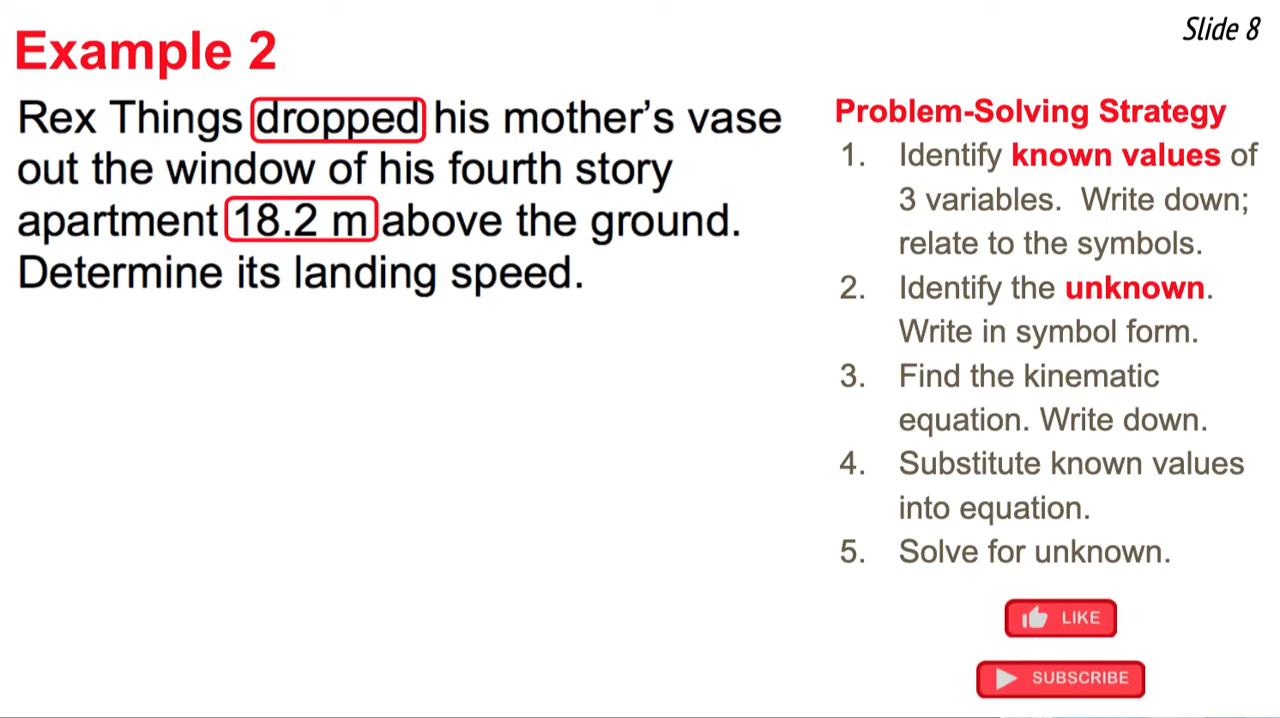 Slide 8
Example 2
Rex Things dropped his mother's vase
out the window of his fourth story
apartment 18.2 m above the ground.
Determine its landing speed.
Problem-Solving Strategy
1. Identify known values of
3 variables. Write down;
relate to the symbols.
2. Identify the unknown.
Write in symbol form.
3. Find the kinematic
equation. Write down.
4. Substitute known values
into equation.
5. Solve for unknown.
LIKE
SUBSCRIBE